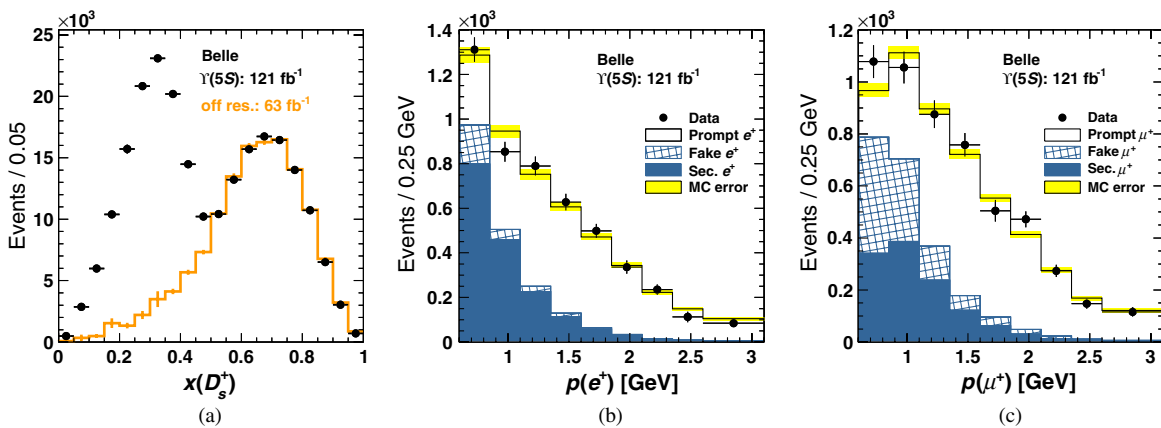 ×10³
25
20
15
10
5
0
0 0.2 0.4 0.6 0.8 1
Events / 0.05
x(D_s^+)
Belle
ϒ(5S): 121 fb⁻¹
off res.: 63 fb⁻¹
(a)
×10³
1.4
1.2
1.0
0.8
0.6
0.4
0.2
0
1 1.5 2 2.5 3
Events / 0.25 GeV
p(e⁺) [GeV]
Belle
ϒ(5S): 121 fb⁻¹
Data
Prompt e⁺
Fake e⁺
Sec. e⁺
MC error
(b)
×10³
1.2
1.0
0.8
0.6
0.4
0.2
0
1 1.5 2 2.5 3
Events / 0.25 GeV
p(μ⁺) [GeV]
Belle
ϒ(5S): 121 fb⁻¹
Data
Prompt μ⁺
Fake μ⁺
Sec. μ⁺
MC error
(c)